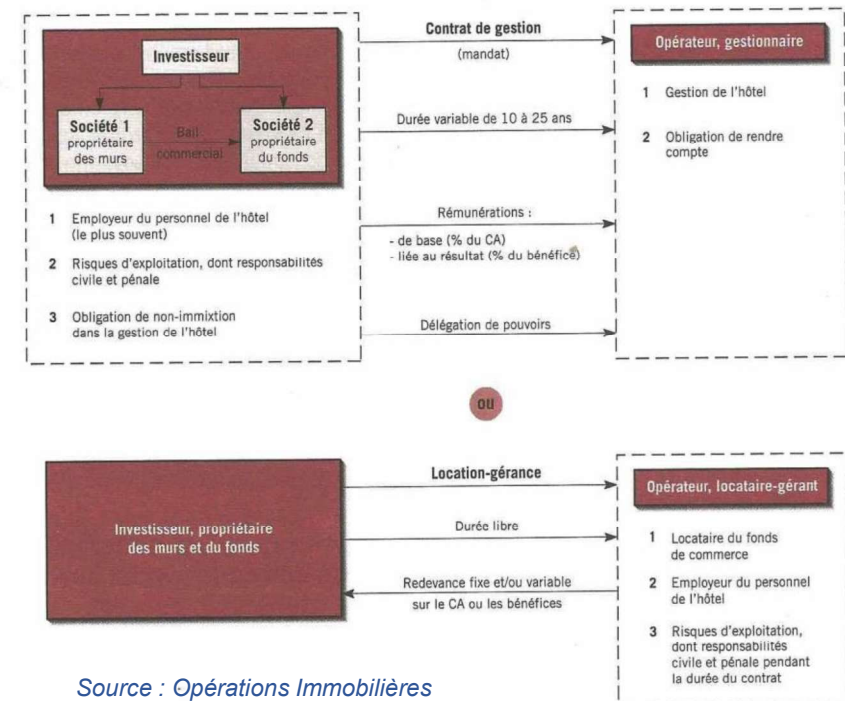 Investisseur
Société 1
propriétaire
des murs
Bail
commercial
Société 2
propriétaire
du fonds
1 Employeur du personnel de l'hôtel
(le plus souvent)
2 Risques d'exploitation, dont responsabilités
civile et pénale
3 Obligation de non-immixtion
dans la gestion de l'hôtel
Contrat de gestion
(mandat)
Durée variable de 10 à 25 ans
Rémunérations :
- de base (% du CA)
- liée au résultat (% du bénéfice)
Délégation de pouvoirs
Opérateur, gestionnaire
1 Gestion de l'hôtel
2 Obligation de rendre
compte
ou
Investisseur, propriétaire
des murs et du fonds
Location-gérance
Durée libre
Redevance fixe et/ou variable
sur le CA ou les bénéfices
Opérateur, locataire-gérant
1 Locataire du fonds
de commerce
2 Employeur du personnel
de l'hôtel
3 Risques d'exploitation,
dont responsabilités
civile et pénale pendant
la durée du contrat
Source : Opérations Immobilières